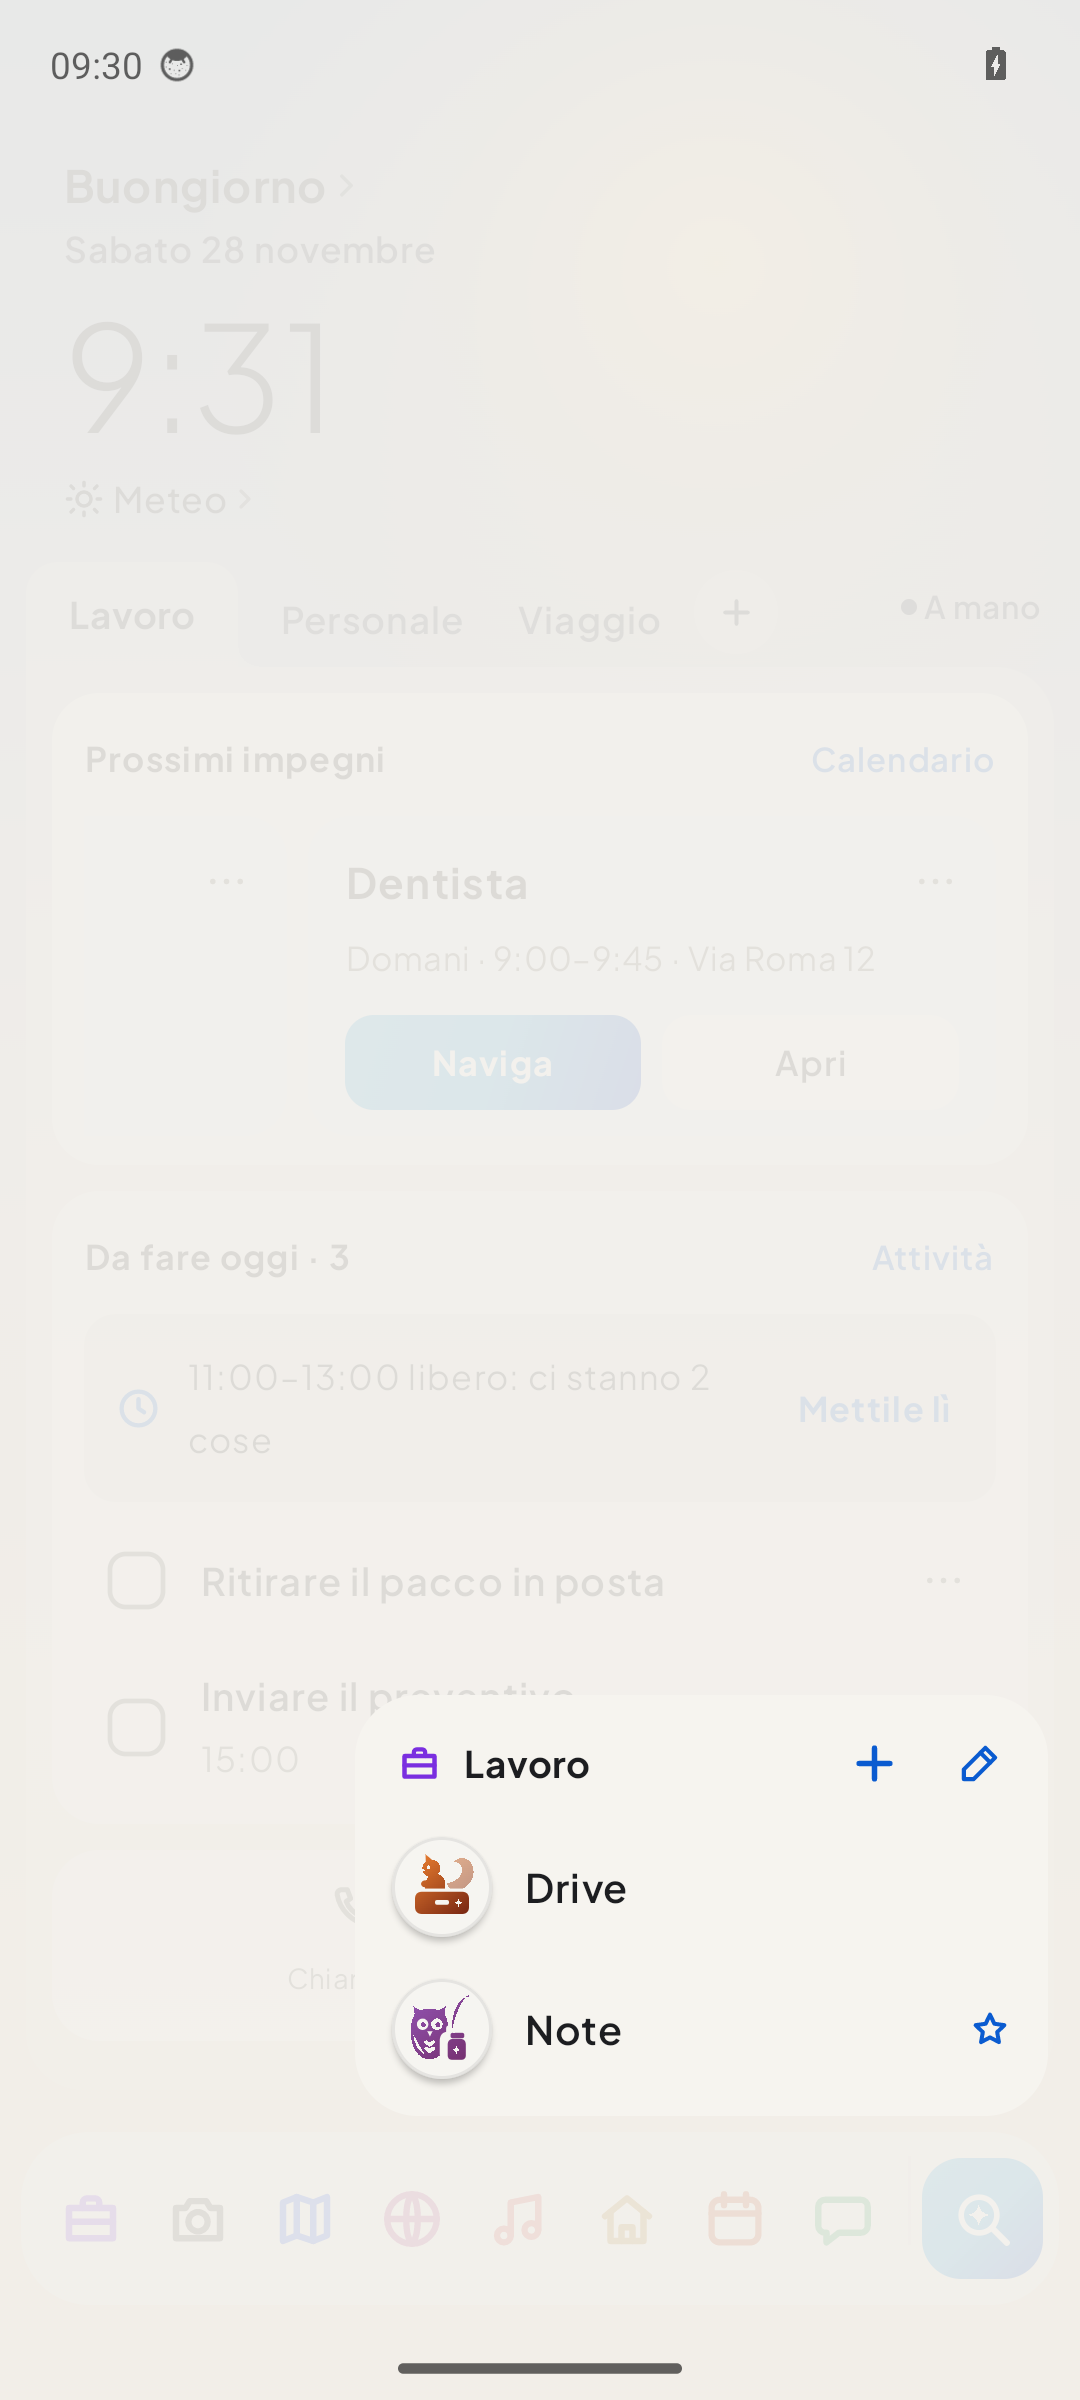 09:30
Buongiorno
Sabato 28 novembre
9:31
Meteo
Lavoro
Personale
Viaggio
A mano
Prossimi impegni
Calendario
Dentista
Domani · 9:00–9:45 · Via Roma 12
Naviga
Apri
Da fare oggi · 3
Attività
11:00–13:00 libero: ci stanno 2
cose
Mettile lì
Ritirare il pacco in posta
Inviare il preventivo
15:00
Lavoro
Drive
Note